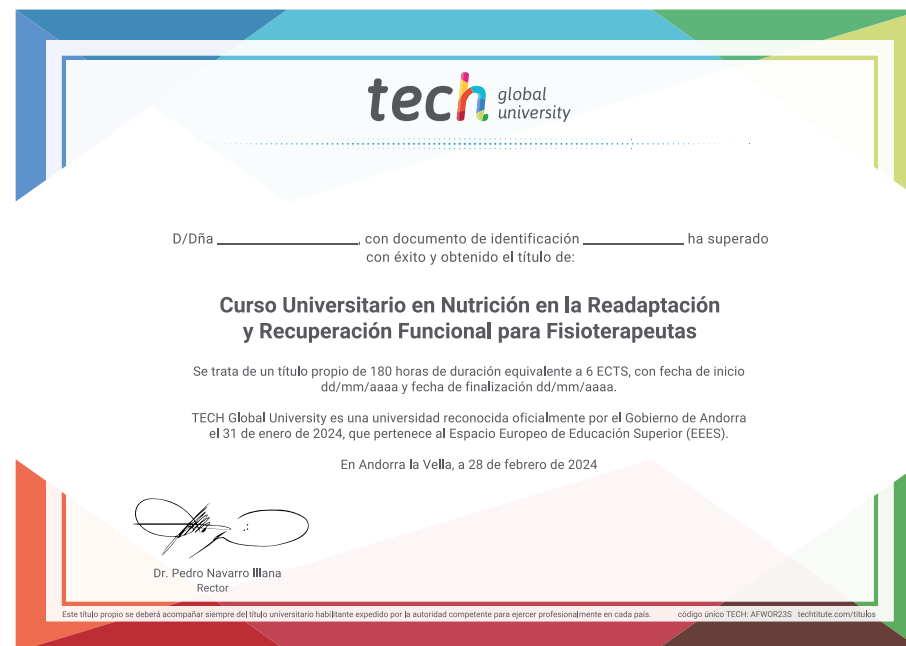 tech global university
D/Dña ________________, con documento de identificación ____________ ha superado
con éxito y obtenido el título de:
Curso Universitario en Nutrición en la Readaptación
y Recuperación Funcional para Fisioterapeutas
Se trata de un título propio de 180 horas de duración equivalente a 6 ECTS, con fecha de inicio
dd/mm/aaaa y fecha de finalización dd/mm/aaaa.
TECH Global University es una universidad reconocida oficialmente por el Gobierno de Andorra
el 31 de enero de 2024, que pertenece al Espacio Europeo de Educación Superior (EEES).
En Andorra la Vella, a 28 de febrero de 2024
Dr. Pedro Navarro Illana
Rector
Este título propio se deberá acompañar siempre del título universitario habilitante expedido por la autoridad competente para ejercer profesionalmente en cada país. código único TECH: AFWOR23S techtitute.com/titulos